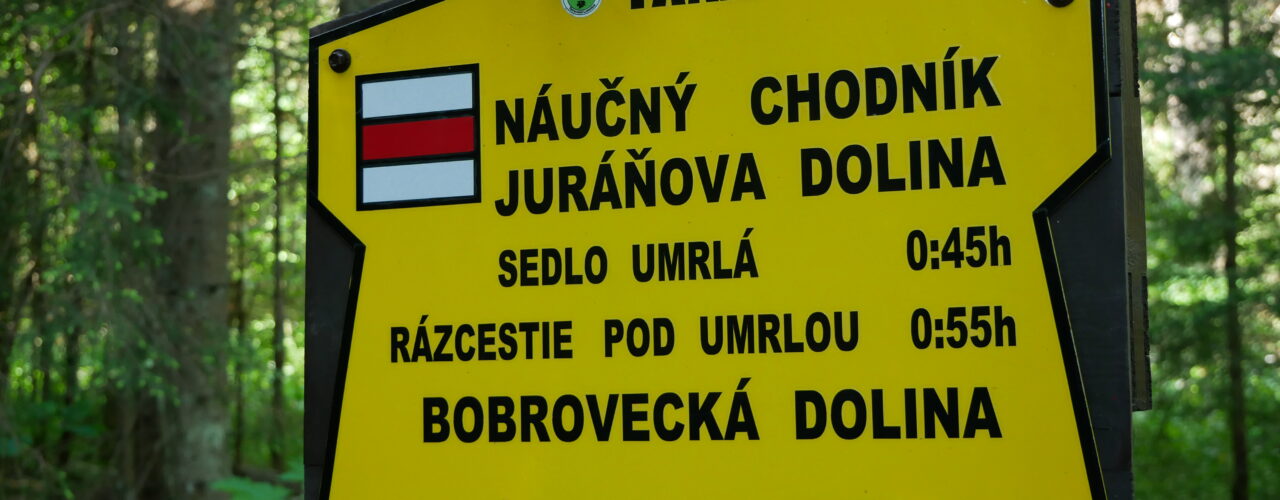 NÁUČNÝ CHODNÍK
JURÁŇOVA DOLINA
SEDLO UMRLÁ 0:45h
RÁZCESTIE POD UMRLOU 0:55h
BOBROVECKÁ DOLINA